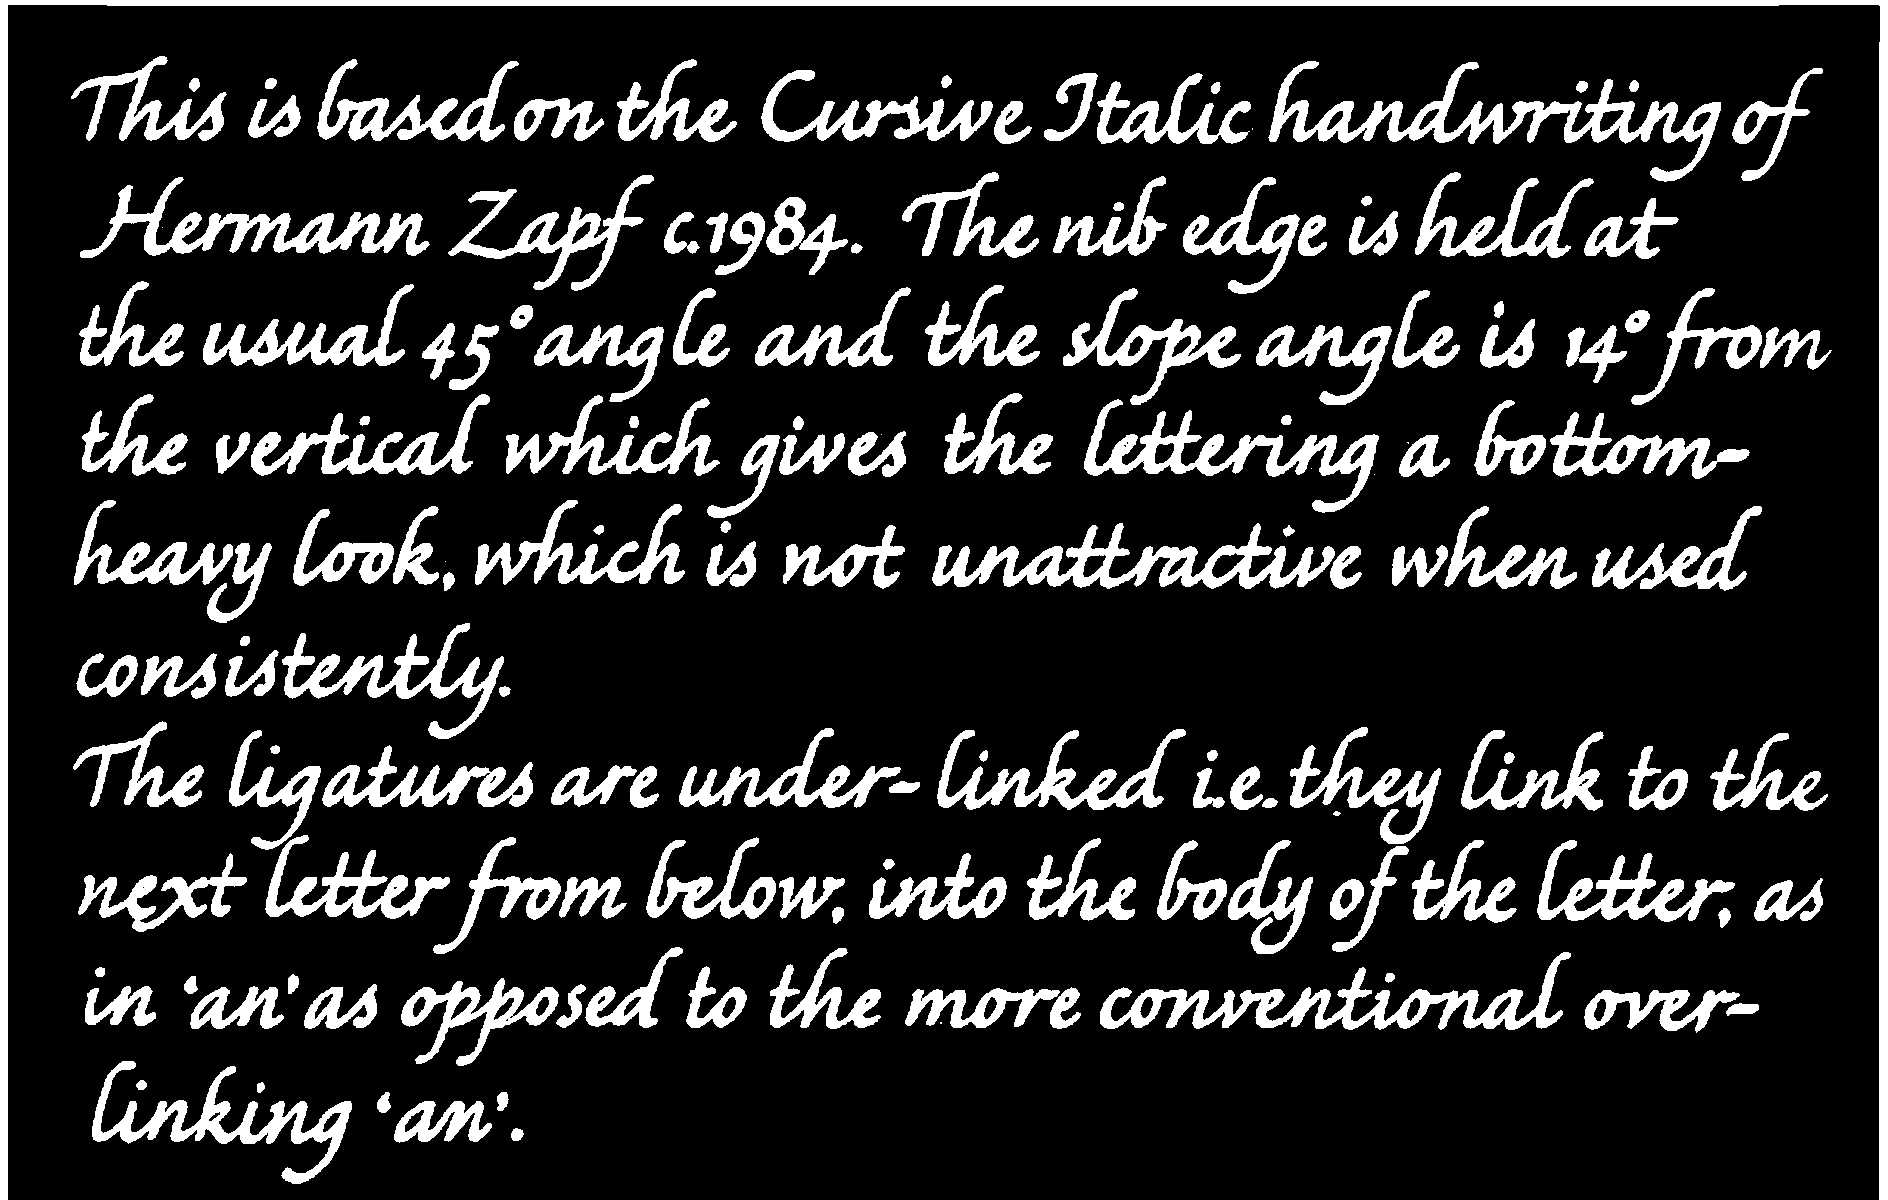 This is based on the Cursive Italic handwriting of
Hermann Zapf c.1984. The nib edge is held at
the usual 45° angle and the slope angle is 14° from
the vertical which gives the lettering a bottom-
heavy look, which is not unattractive when used
consistently.
The ligatures are under-linked i.e. they link to the
next letter from below, into the body of the letter, as
in ‘an’ as opposed to the more conventional over-
linking ‘an’.